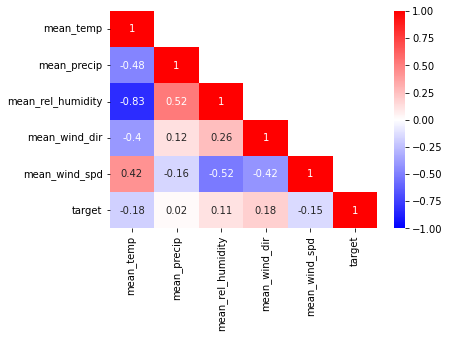 mean_temp 1
mean_precip -0.48 1
mean_rel_humidity -0.83 0.52 1
mean_wind_dir -0.4 0.12 0.26 1
mean_wind_spd 0.42 -0.16 -0.52 -0.42 1
target -0.18 0.02 0.11 0.18 -0.15 1
mean_temp
mean_precip
mean_rel_humidity
mean_wind_dir
mean_wind_spd
target
1.00
0.75
0.50
0.25
0.00
−0.25
−0.50
−0.75
−1.00